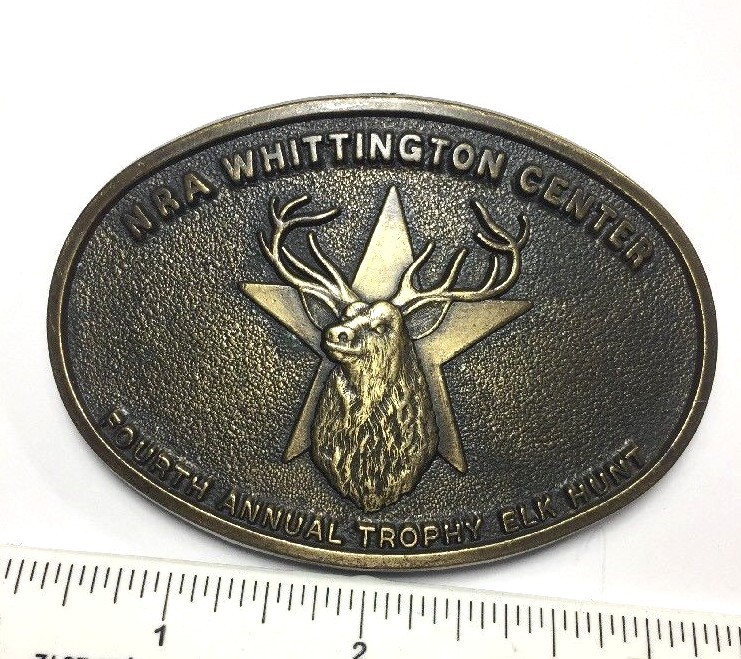 NRA WHITTINGTON CENTER
FOURTH ANNUAL TROPHY ELK HUNT
1 2